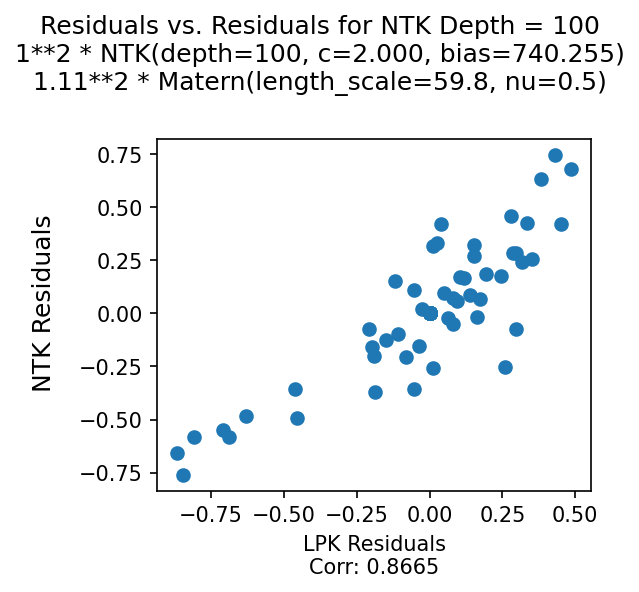 Residuals vs. Residuals for NTK Depth = 100
1**2 * NTK(depth=100, c=2.000, bias=740.255)
1.11**2 * Matern(length_scale=59.8, nu=0.5)
0.75
0.50
0.25
0.00
−0.25
−0.50
−0.75
NTK Residuals
−0.75 −0.50 −0.25 0.00 0.25 0.50
LPK Residuals
Corr: 0.8665